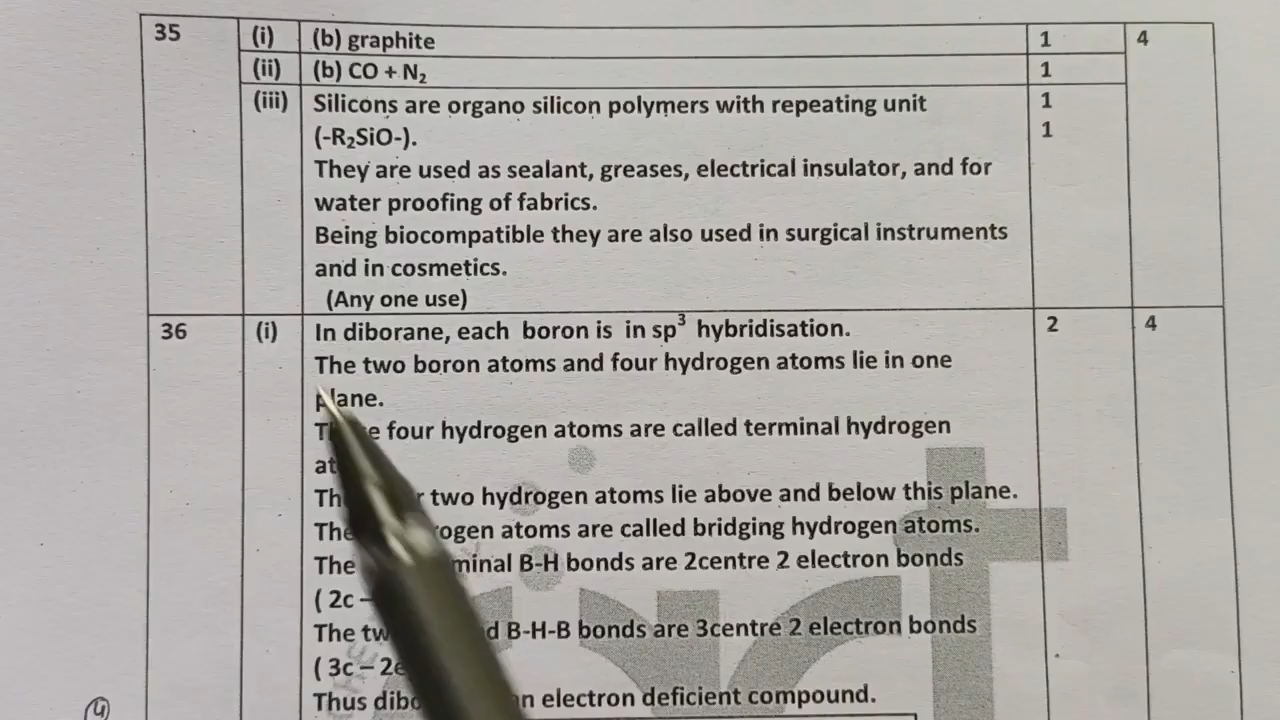 35 (i) (b) graphite 1 4
(ii) (b) CO + N₂ 1
(iii) Silicons are organo silicon polymers with repeating unit 1
(-R₂SiO-). 1
They are used as sealant, greases, electrical insulator, and for
water proofing of fabrics.
Being biocompatible they are also used in surgical instruments
and in cosmetics.
(Any one use)
36 (i) In diborane, each boron is in sp³ hybridisation. 2 4
The two boron atoms and four hydrogen atoms lie in one
plane.
four hydrogen atoms are called terminal hydrogen
two hydrogen atoms lie above and below this plane.
atoms are called bridging hydrogen atoms.
The B-H bonds are 2centre 2 electron bonds
( 2c –
The B-H-B bonds are 3centre 2 electron bonds
( 3c – 2e
Thus electron deficient compound.